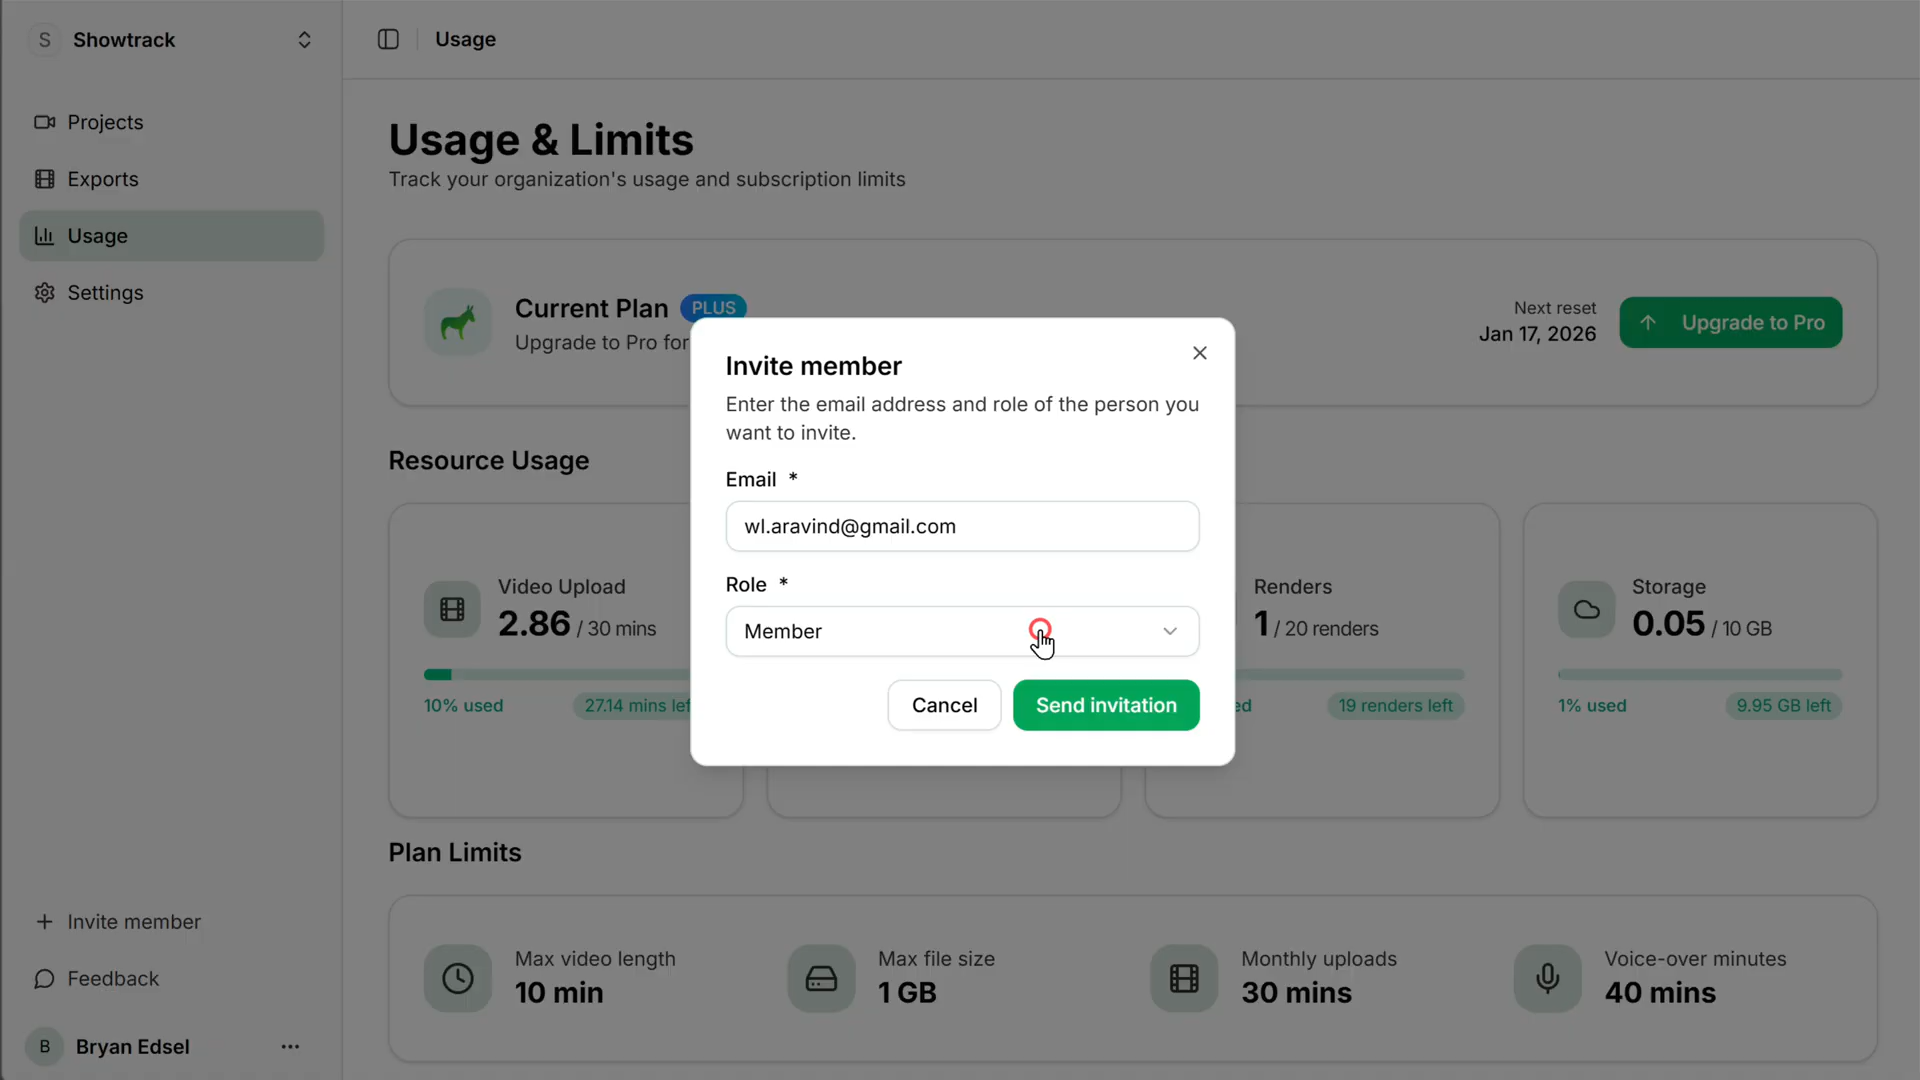 S Showtrack
Projects
Exports
Usage
Settings
Invite member
Feedback
B Bryan Edsel
Usage
Usage & Limits
Track your organization's usage and subscription limits
Current Plan PLUS
Upgrade to Pro for
Next reset
Jan 17, 2026
Upgrade to Pro
Invite member
Enter the email address and role of the person you
want to invite.
Email *
wl.aravind@gmail.com
Role *
Member
Cancel
Send invitation
Resource Usage
Video Upload
2.86 / 30 mins
10% used
27.14 mins
Renders
1 / 20 renders
19 renders left
Storage
0.05 / 10 GB
1% used
9.95 GB left
Plan Limits
Max video length
10 min
Max file size
1 GB
Monthly uploads
30 mins
Voice-over minutes
40 mins